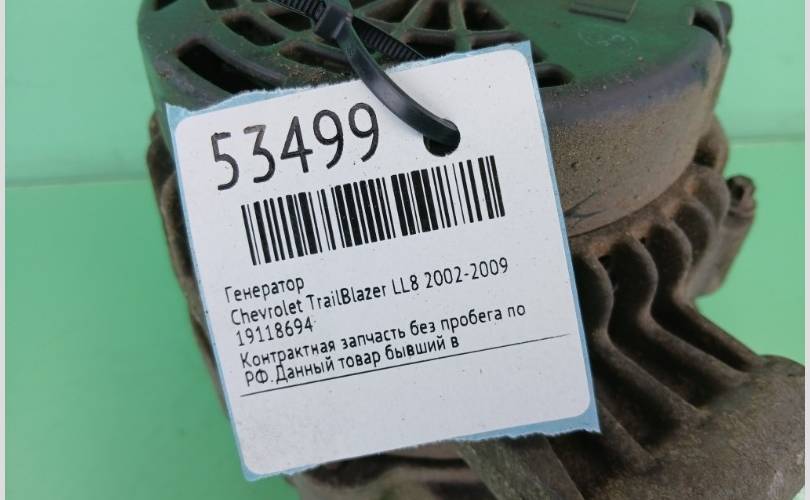 53499
Генератор
Chevrolet TrailBlazer LL8 2002-2009
19118694
Контрактная запчасть без пробега по
РФ.Данный товар бывший в